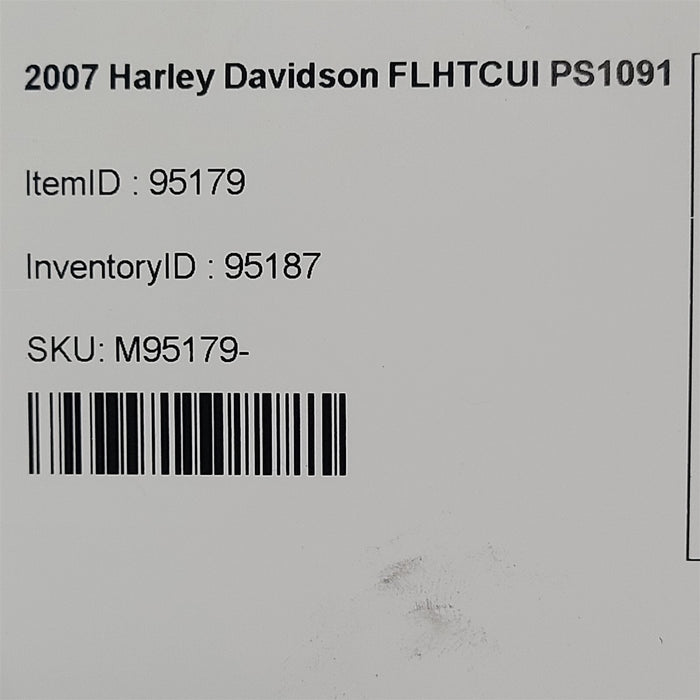 2007 Harley Davidson FLHTCUI PS1091
ItemID : 95179
InventoryID : 95187
SKU: M95179-